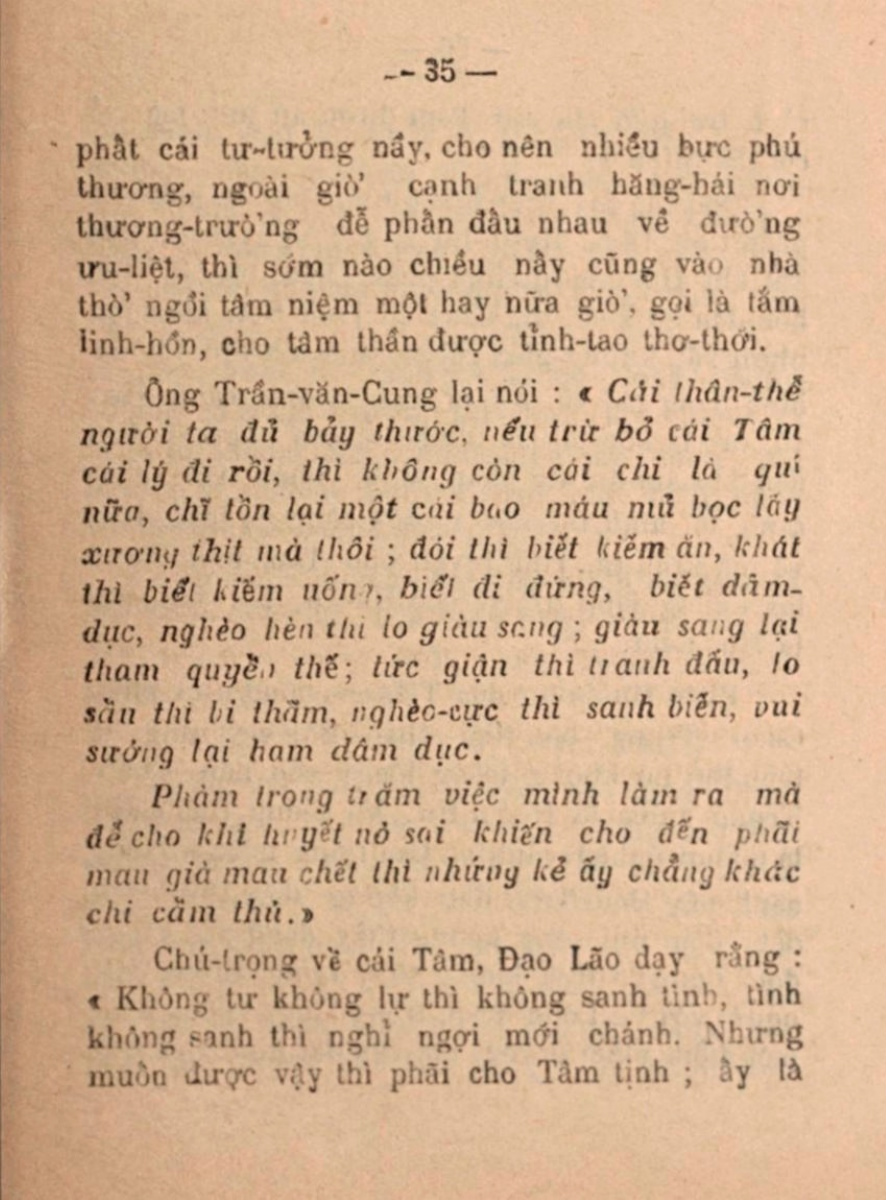 -- 35 —
phất cái tư-tưởng nầy, cho nên nhiều bực phú
thương, ngoài giờ cạnh tranh hăng-hái nơi
thương-trường để phần đầu nhau về đường
ưu-liệt, thì sớm nào chiều nầy cũng vào nhà
thờ ngồi tâm niệm một hay nữa giờ, gọi là tắm
linh-hồn, cho tâm thần được tỉnh-tao thơ-thới.
Ông Trần-văn-Cung lại nói : « Cái thân-thể
người ta đủ bảy thước, nếu trừ bỏ cái Tâm
cái lý đi rồi, thì không còn cái chi là quí
nữa, chĩ tồn lại một cái bao máu mủ bọc lấy
xương thịt mà thôi ; đói thì biết kiếm ăn, khát
thì biết kiếm uống, biết đi đứng, biết dâm-
dục, nghèo hèn thì lo giàu sang ; giàu sang lại
tham quyền thế ; tức giận thì tranh đấu, lo
sầu thì bi thãm, nghèo-cực thì sanh biến, vui
sướng lại ham dâm dục.
Phàm trong trăm việc mình làm ra mà
để cho khí huyết nó sai khiến cho đến phãi
mau già mau chết thì những kẻ ấy chẳng khác
chi cầm thú.»
Chú-trọng về cái Tâm, Đạo Lão dạy rằng :
« Không tư không lự thì không sanh tình, tình
không sanh thì nghỉ ngợi mới chánh. Nhưng
muốn được vậy thì phãi cho Tâm tịnh ; ấy là